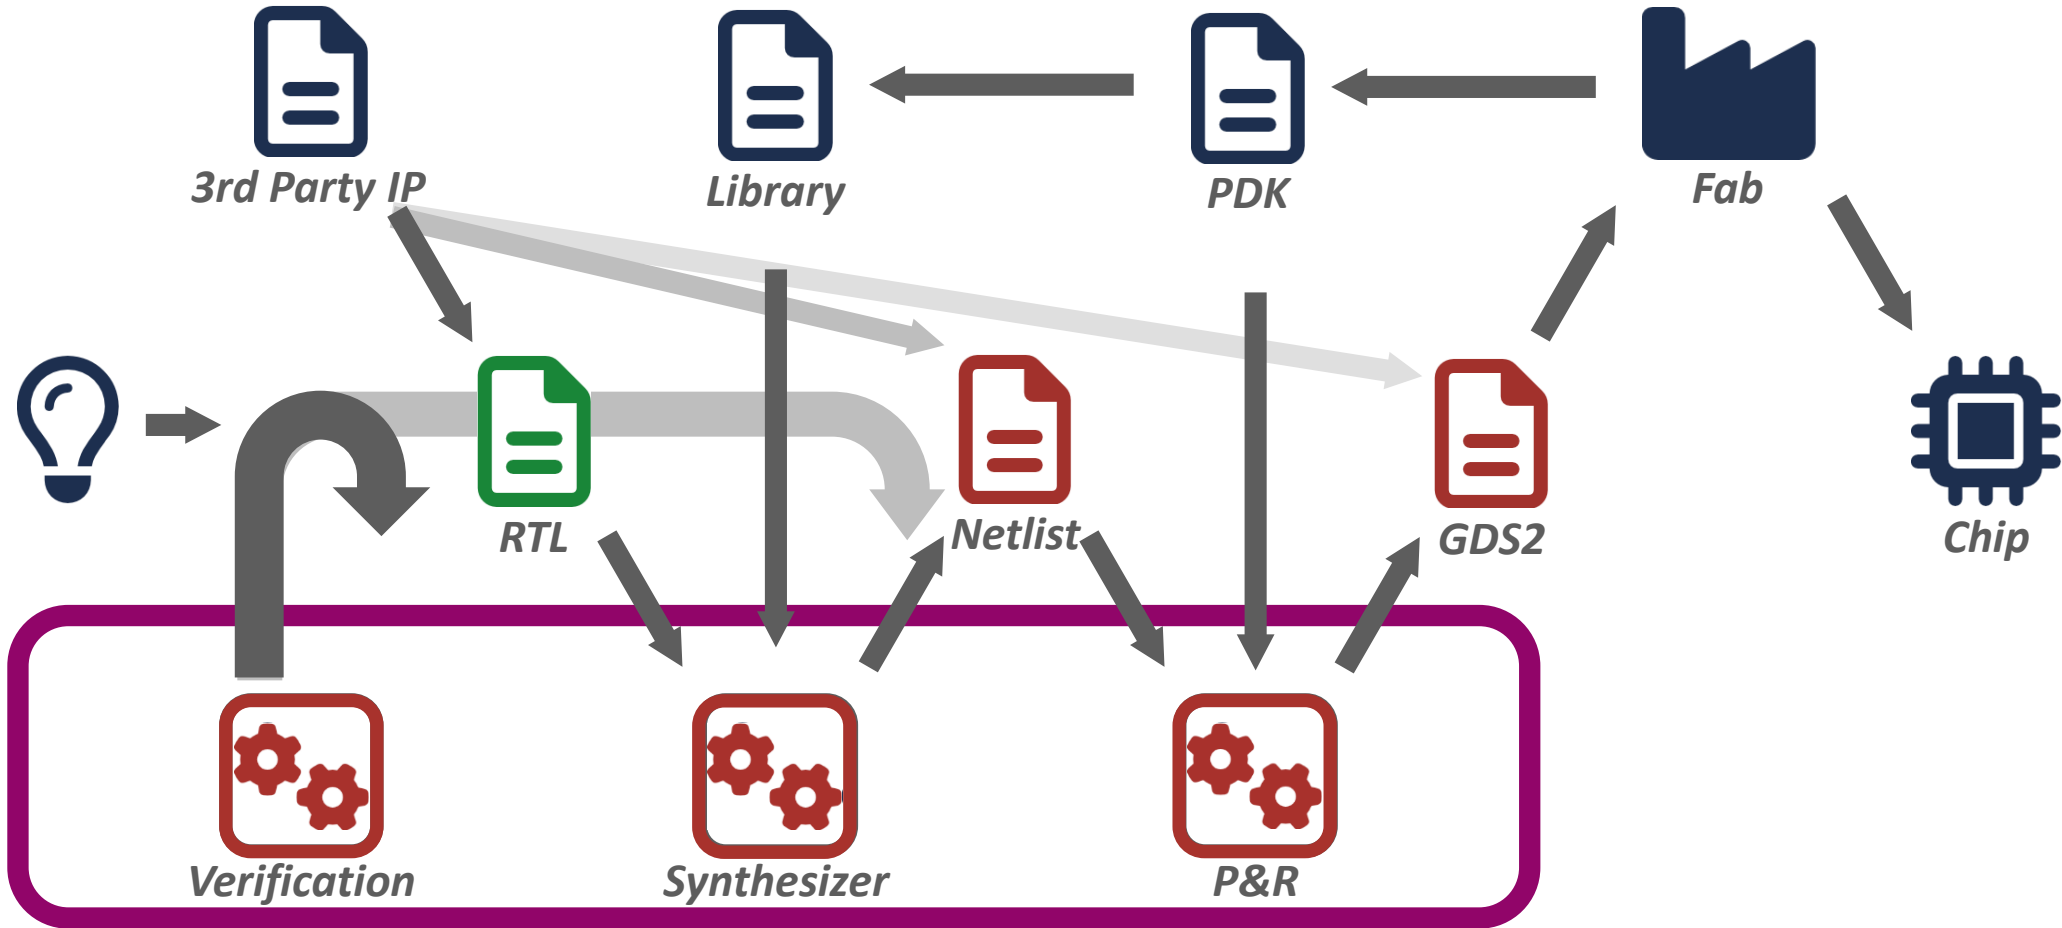 3rd Party IP
Library
PDK
Fab
RTL
Netlist
GDS2
Chip
Verification
Synthesizer
P&R